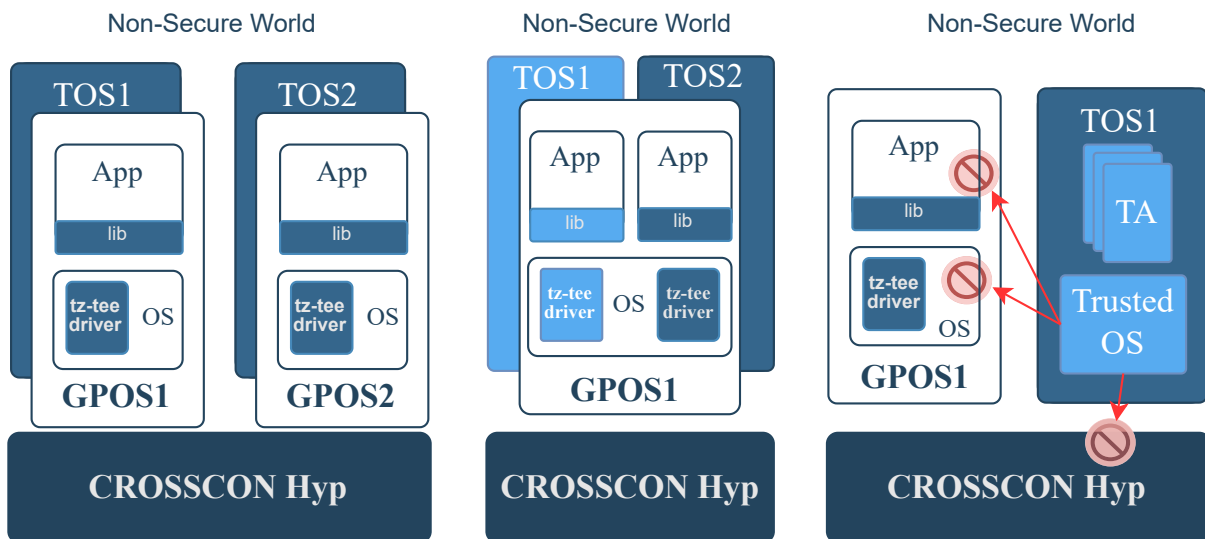 Non-Secure World
TOS1
TOS2
App
lib
tz-tee
driver
OS
GPOS1
App
lib
tz-tee
driver
OS
GPOS2
CROSSCON Hyp
Non-Secure World
TOS1
TOS2
App
lib
App
lib
tz-tee
driver
OS
tz-tee
driver
GPOS1
CROSSCON Hyp
Non-Secure World
App
lib
tz-tee
driver
OS
GPOS1
TOS1
TA
Trusted
OS
CROSSCON Hyp